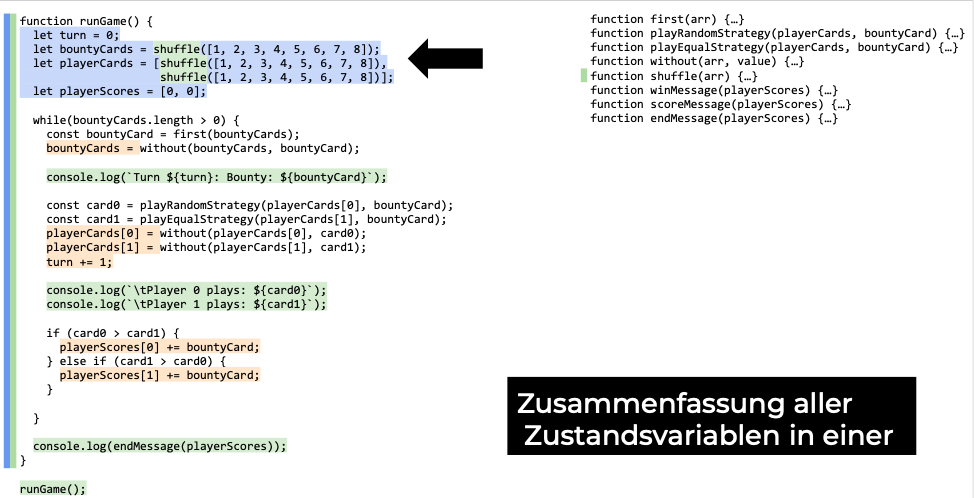 function runGame() {
let turn = 0;
let bountyCards = shuffle([1, 2, 3, 4, 5, 6, 7, 8]);
let playerCards = [shuffle([1, 2, 3, 4, 5, 6, 7, 8]),
shuffle([1, 2, 3, 4, 5, 6, 7, 8])];
let playerScores = [0, 0];
while(bountyCards.length > 0) {
const bountyCard = first(bountyCards);
bountyCards = without(bountyCards, bountyCard);
console.log(`Turn ${turn}: Bounty: ${bountyCard}`);
const card0 = playRandomStrategy(playerCards[0], bountyCard);
const card1 = playEqualStrategy(playerCards[1], bountyCard);
playerCards[0] = without(playerCards[0], card0);
playerCards[1] = without(playerCards[1], card1);
turn += 1;
console.log(`\tPlayer 0 plays: ${card0}`);
console.log(`\tPlayer 1 plays: ${card1}`);
if (card0 > card1) {
playerScores[0] += bountyCard;
} else if (card1 > card0) {
playerScores[1] += bountyCard;
}
}
console.log(endMessage(playerScores));
}
runGame();
function first(arr) {…}
function playRandomStrategy(playerCards, bountyCard) {…}
function playEqualStrategy(playerCards, bountyCard) {…}
function without(arr, value) {…}
function shuffle(arr) {…}
function winMessage(playerScores) {…}
function scoreMessage(playerScores) {…}
function endMessage(playerScores) {…}
Zusammenfassung aller
Zustandsvariablen in einer